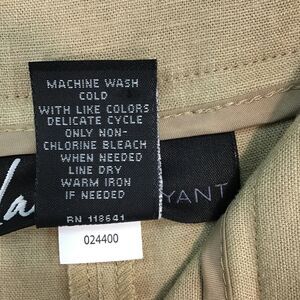 MACHINE WASH
COLD
WITH LIKE COLORS
DELICATE CYCLE
ONLY NON-
CHLORINE BLEACH
WHEN NEEDED
LINE DRY
WARM IRON
IF NEEDED
RN 118641
La YANT
024400